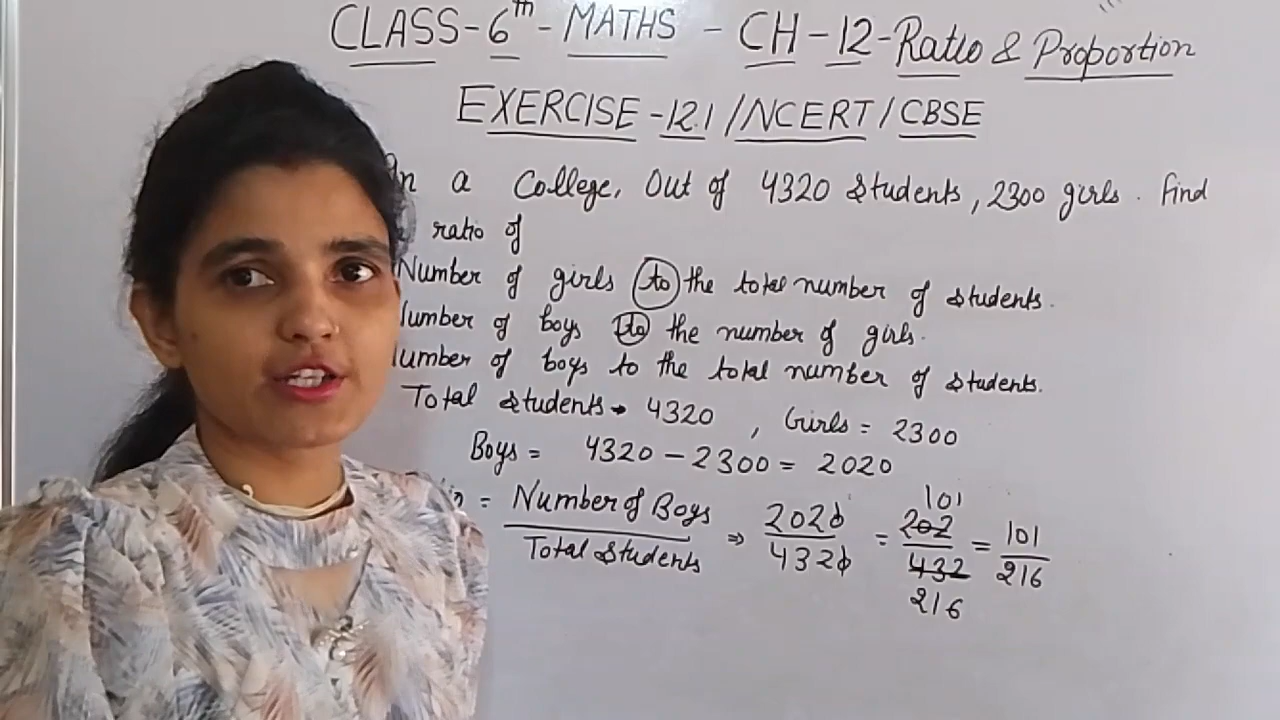 CLASS-6th-MATHS - CH-12-Ratio & Proportion
EXERCISE-12.1/NCERT/CBSE
In a College, Out of 4320 students, 2300 girls. Find
ratio of
Number of girls to the total number of students.
Number of boys to the number of girls.
Number of boys to the total number of students.
Total students → 4320, Girls = 2300
Boys = 4320 - 2300 = 2020
= Number of Boys / Total Students ⇒ 2020/4320 = 101 202/432 216 = 101/216